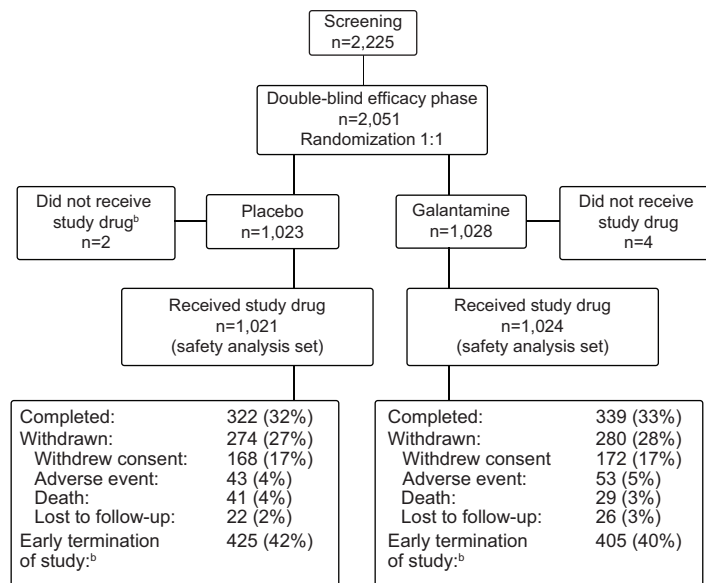 Screening
n=2,225
Double-blind efficacy phase
n=2,051
Randomization 1:1
Did not receive
study drugᵇ
n=2
Placebo
n=1,023
Galantamine
n=1,028
Did not receive
study drug
n=4
Received study drug
n=1,021
(safety analysis set)
Received study drug
n=1,024
(safety analysis set)
Completed: 322 (32%)
Withdrawn: 274 (27%)
Withdrew consent: 168 (17%)
Adverse event: 43 (4%)
Death: 41 (4%)
Lost to follow-up: 22 (2%)
Early termination 425 (42%)
of study:ᵇ
Completed: 339 (33%)
Withdrawn: 280 (28%)
Withdrew consent 172 (17%)
Adverse event: 53 (5%)
Death: 29 (3%)
Lost to follow-up: 26 (3%)
Early termination 405 (40%)
of study:ᵇ